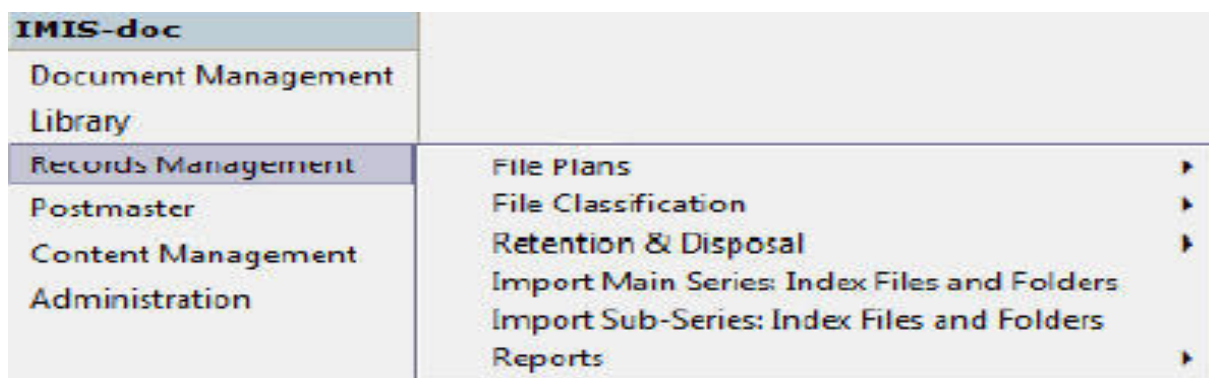 IMIS-doc
Document Management
Library
Records Management
Postmaster
Content Management
Administration
File Plans
File Classification
Retention & Disposal
Import Main Series: Index Files and Folders
Import Sub-Series: Index Files and Folders
Reports